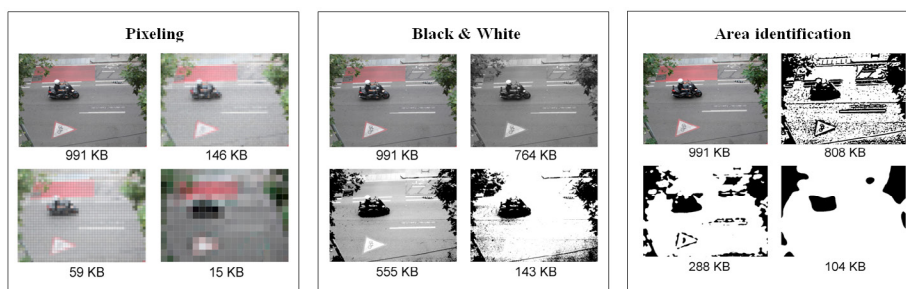 Pixeling
991 KB
146 KB
59 KB
15 KB
Black & White
991 KB
764 KB
555 KB
143 KB
Area identification
991 KB
808 KB
288 KB
104 KB